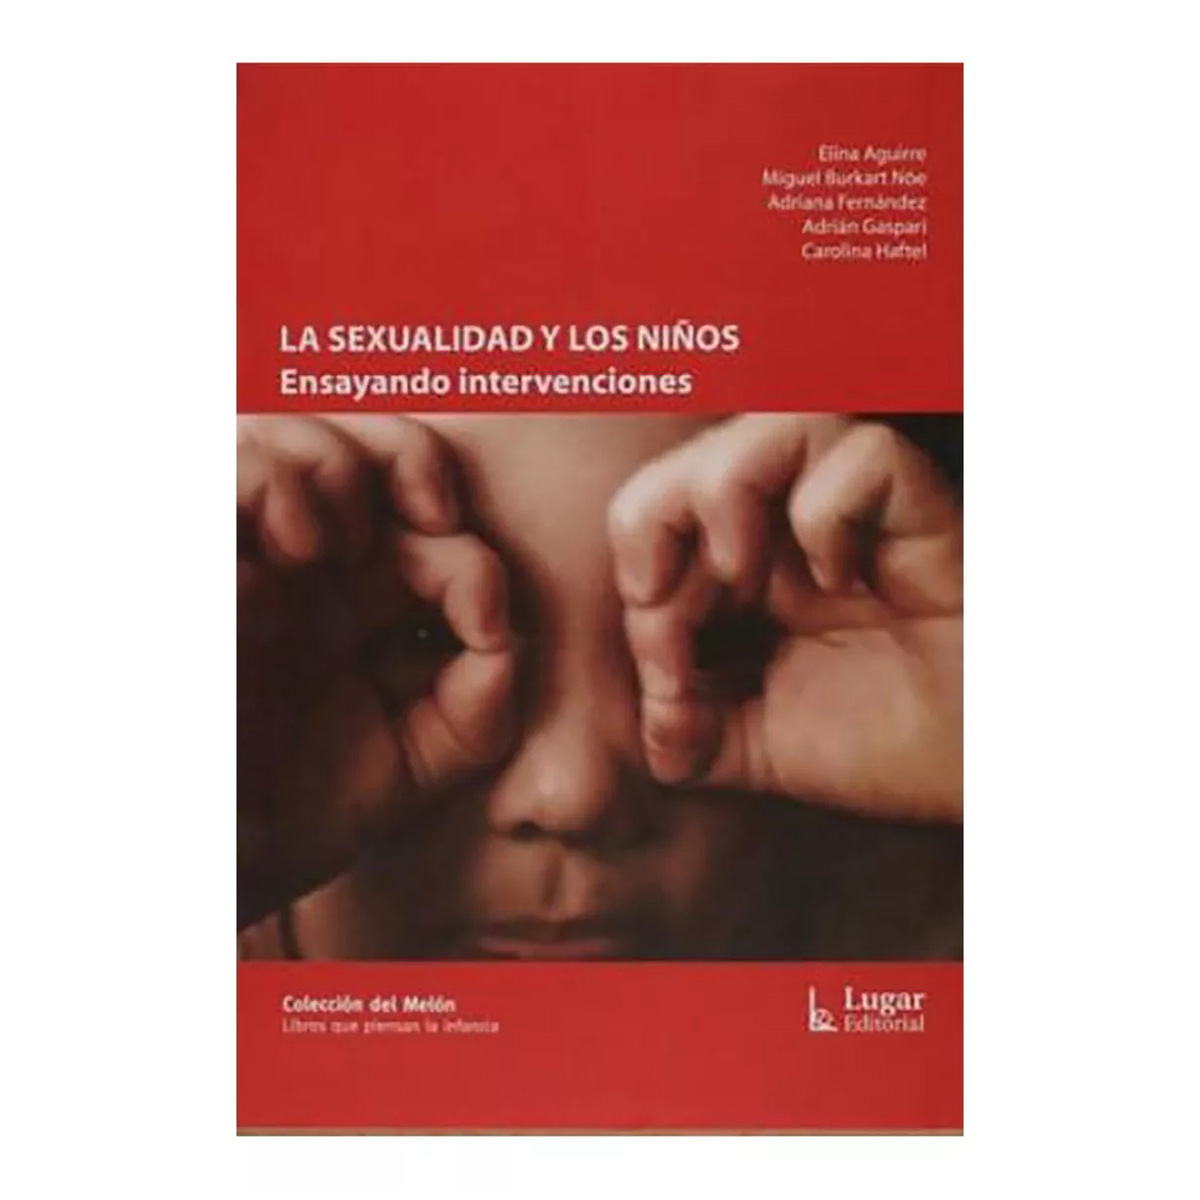 Elina Aguirre
Miguel Burkart Nöe
Adriana Fernández
Adrián Gaspari
Carolina Haftel
LA SEXUALIDAD Y LOS NIÑOS
Ensayando intervenciones
Colección del Melón
Libros que piensan la infancia
Lugar
Editorial